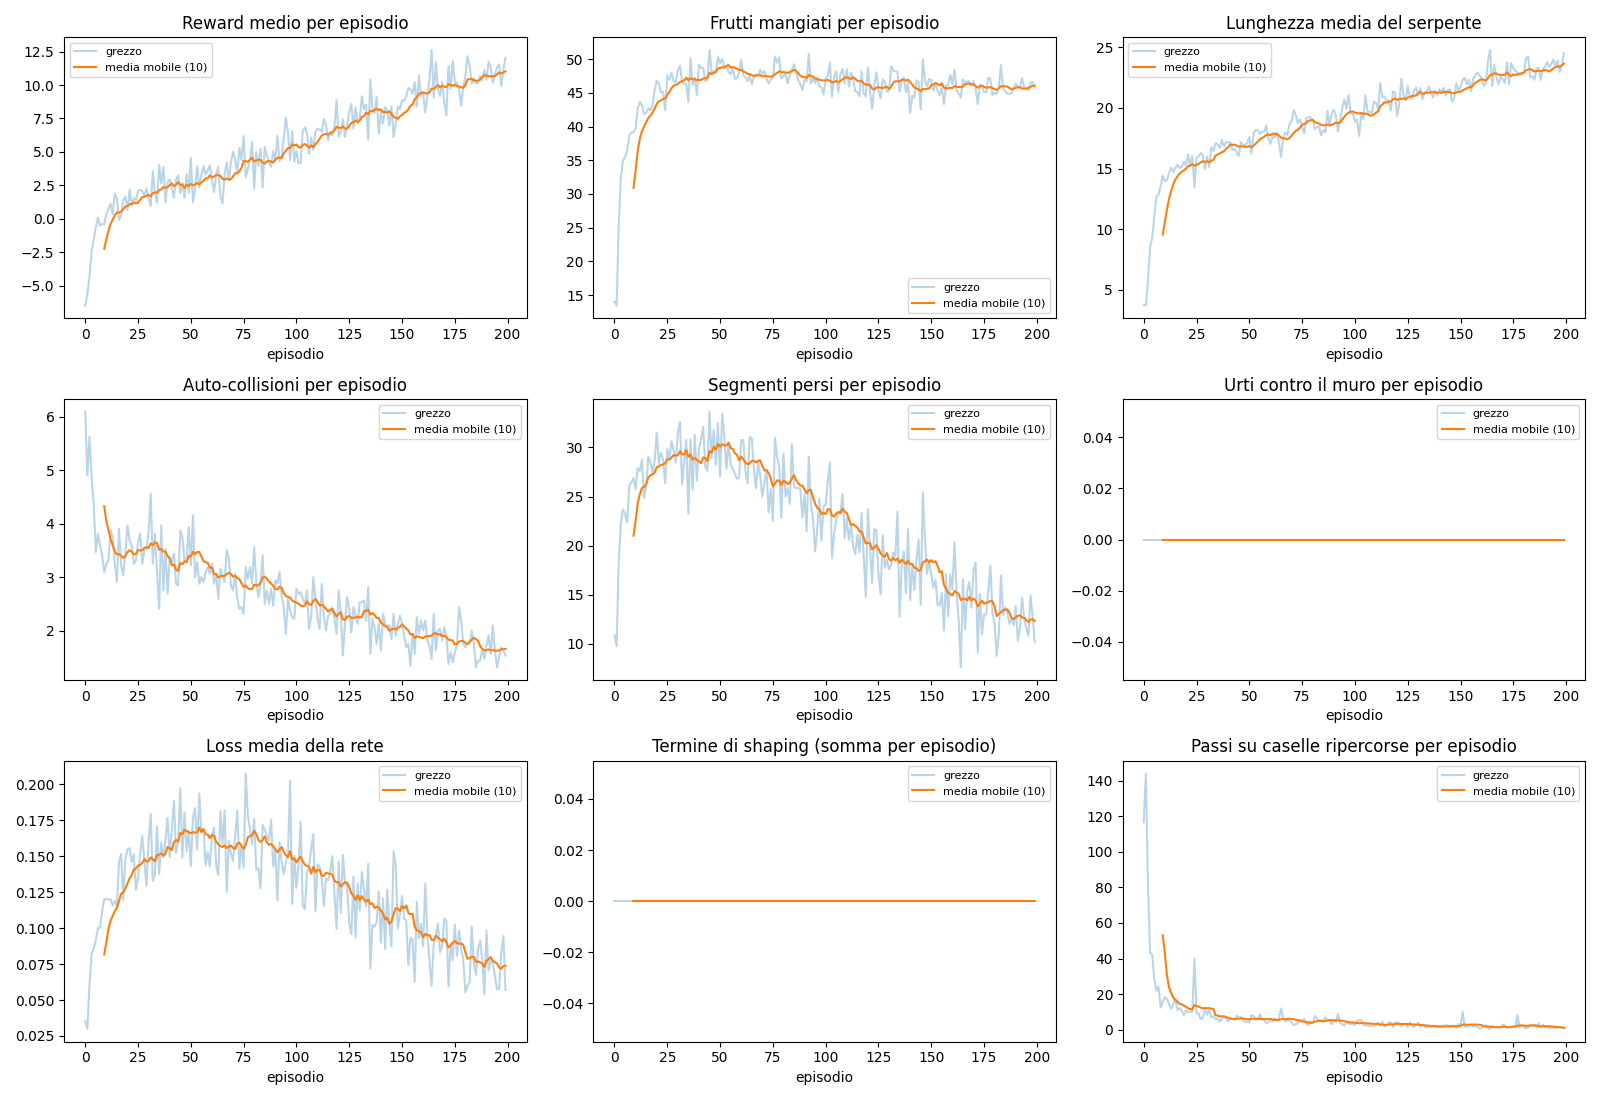 Reward medio per episodio
12.5
10.0
7.5
5.0
2.5
0.0
−2.5
−5.0
grezzo
media mobile (10)
0 25 50 75 100 125 150 175 200
episodio
Frutti mangiati per episodio
50
45
40
35
30
25
20
15
grezzo
media mobile (10)
0 25 50 75 100 125 150 175 200
episodio
Lunghezza media del serpente
25
20
15
10
5
grezzo
media mobile (10)
0 25 50 75 100 125 150 175 200
episodio
Auto-collisioni per episodio
6
5
4
3
2
grezzo
media mobile (10)
0 25 50 75 100 125 150 175 200
episodio
Segmenti persi per episodio
30
25
20
15
10
grezzo
media mobile (10)
0 25 50 75 100 125 150 175 200
episodio
Urti contro il muro per episodio
0.04
0.02
0.00
−0.02
−0.04
grezzo
media mobile (10)
0 25 50 75 100 125 150 175 200
episodio
Loss media della rete
0.200
0.175
0.150
0.125
0.100
0.075
0.050
0.025
grezzo
media mobile (10)
0 25 50 75 100 125 150 175 200
episodio
Termine di shaping (somma per episodio)
0.04
0.02
0.00
−0.02
−0.04
grezzo
media mobile (10)
0 25 50 75 100 125 150 175 200
episodio
Passi su caselle ripercorse per episodio
140
120
100
80
60
40
20
0
grezzo
media mobile (10)
0 25 50 75 100 125 150 175 200
episodio